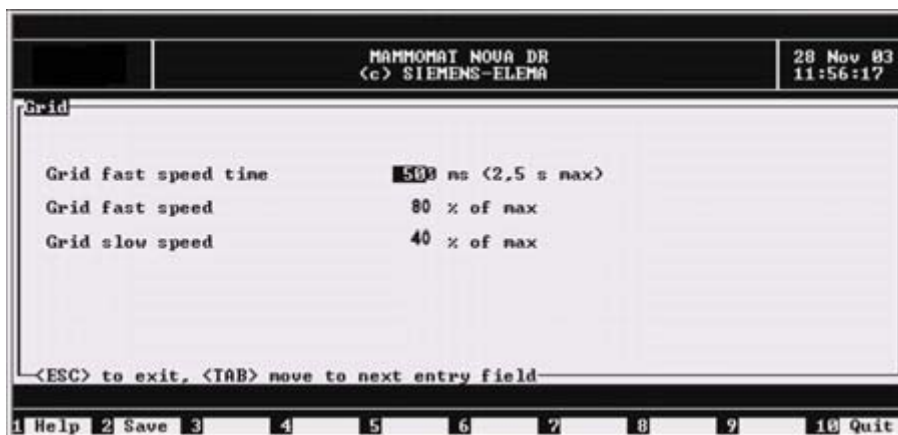 MAMMOMAT NOVA DR
(c) SIEMENS-ELEMA
28 Nov 03
11:56:17
Grid
Grid fast speed time 500 ms (2,5 s max)
Grid fast speed 80 % of max
Grid slow speed 40 % of max
<ESC> to exit, <TAB> move to next entry field
1 Help 2 Save 3 4 5 6 7 8 9 10 Quit